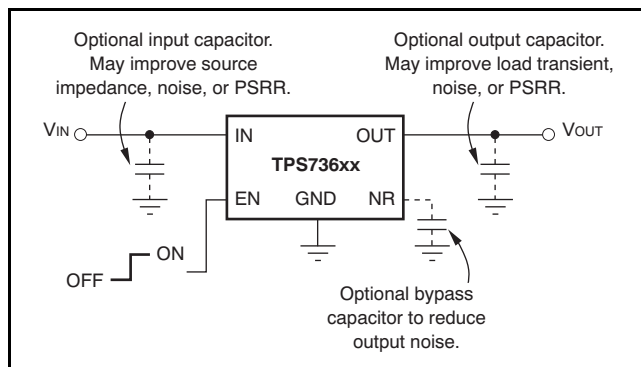 Optional input capacitor.
May improve source
impedance, noise, or PSRR.
Optional output capacitor.
May improve load transient,
noise, or PSRR.
VIN
IN
OUT
VOUT
TPS736xx
EN
GND
NR
ON
OFF
Optional bypass
capacitor to reduce
output noise.